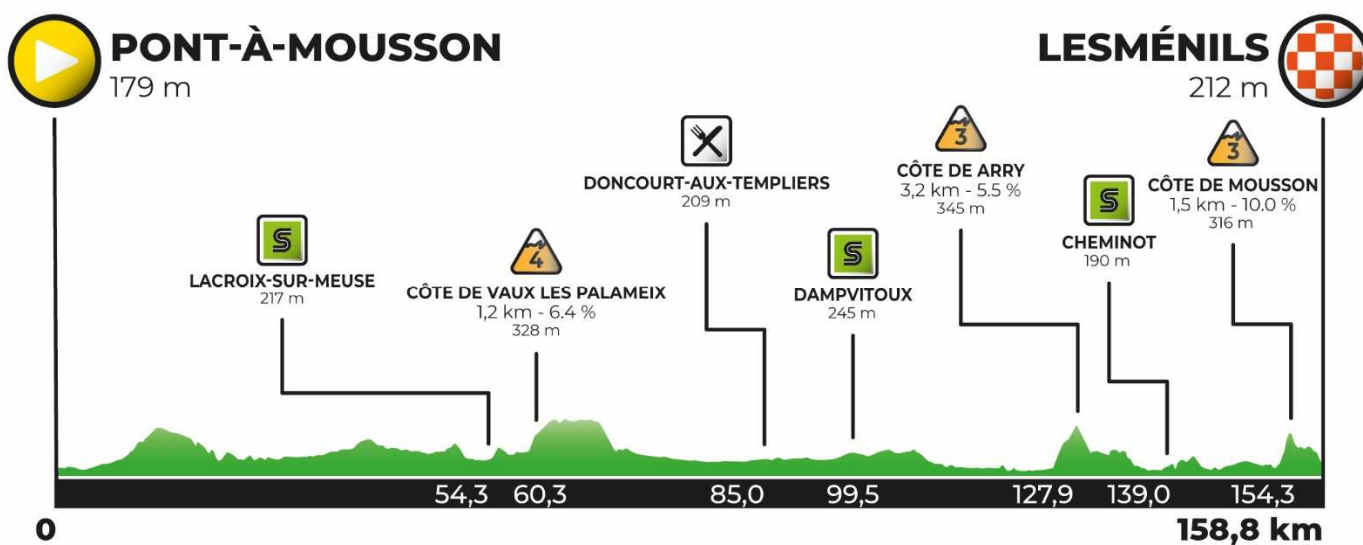 PONT-À-MOUSSON
179 m
LESMÉNILS
212 m
S
LACROIX-SUR-MEUSE
217 m
4
CÔTE DE VAUX LES PALAMEIX
1,2 km - 6.4 %
328 m
DONCOURT-AUX-TEMPLIERS
209 m
S
DAMPVITOUX
245 m
3
CÔTE DE ARRY
3,2 km - 5.5 %
345 m
S
CHEMINOT
190 m
3
CÔTE DE MOUSSON
1,5 km - 10.0 %
316 m
54,3 60,3 85,0 99,5 127,9 139,0 154,3
0 158,8 km